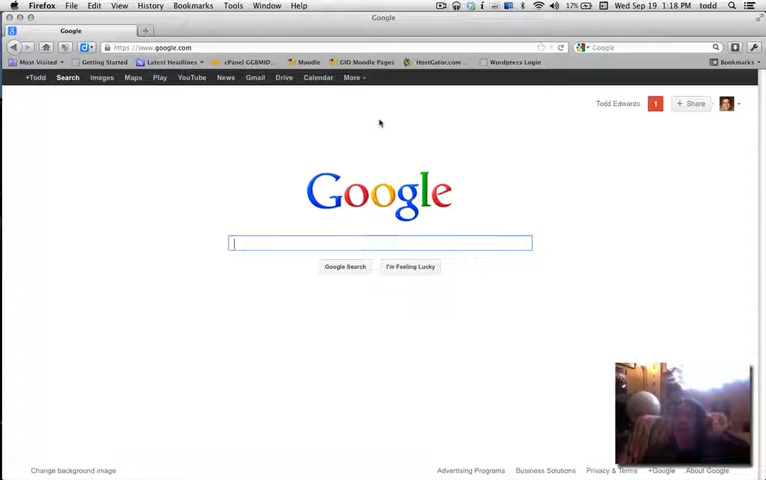 Firefox File Edit View History Bookmarks Tools Window Help 17% Wed Sep 19 1:18 PM todd
Google
Google
https://www.google.com
Google
Most Visited Getting Started Latest Headlines cPanel GGBMID... Moodle GIO Moodle Pages HostGator.com ... Wordpress Login Bookmarks
+Todd Search Images Maps Play YouTube News Gmail Drive Calendar More
Todd Edwards 1 + Share
Google
Google Search I'm Feeling Lucky
Change background image Advertising Programs Business Solutions Privacy & Terms +Google About Google